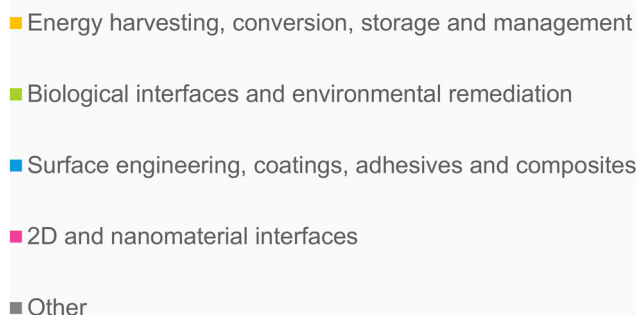 Energy harvesting, conversion, storage and management
Biological interfaces and environmental remediation
Surface engineering, coatings, adhesives and composites
2D and nanomaterial interfaces
Other